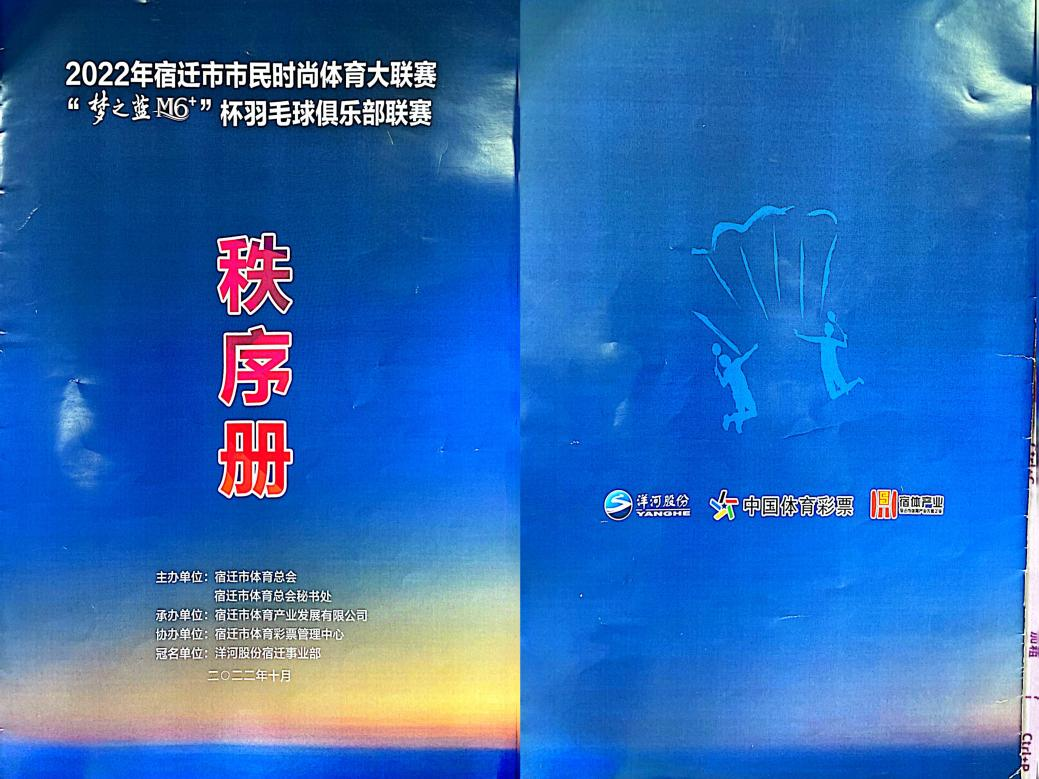 2022年宿迁市市民时尚体育大联赛
“梦之蓝M6+”杯羽毛球俱乐部联赛
秩
序
册
主办单位：宿迁市体育总会
宿迁市体育总会秘书处
承办单位：宿迁市体育产业发展有限公司
协办单位：宿迁市体育彩票管理中心
冠名单位：洋河股份宿迁事业部
二〇二二年十月
洋河股份
YANGHE
中国体育彩票
宿体产业
Ctrl+P